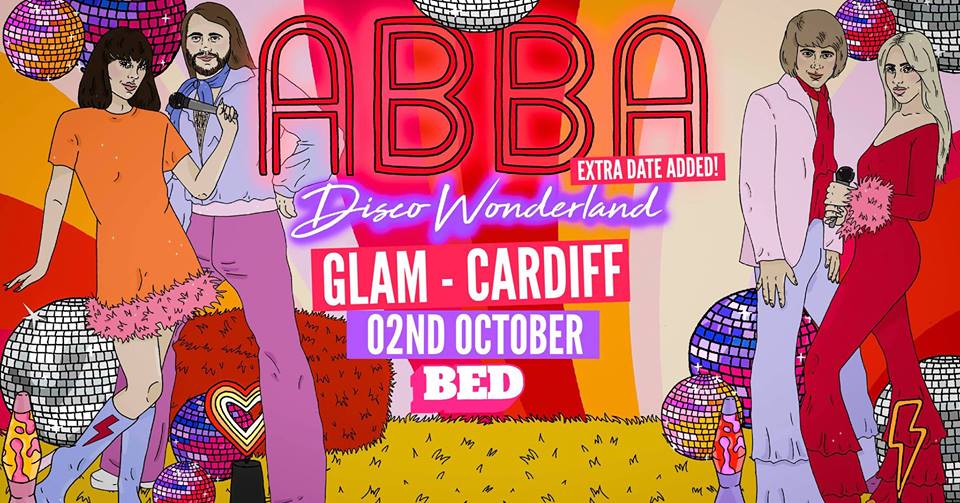 ABBA
EXTRA DATE ADDED!
Disco Wonderland
GLAM - CARDIFF
02ND OCTOBER
BED